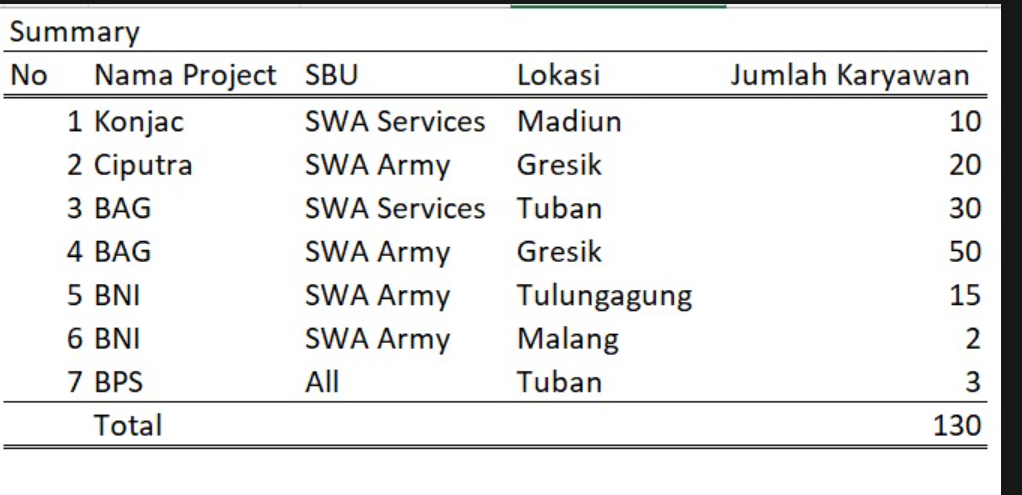 Summary
No Nama Project SBU Lokasi Jumlah Karyawan
1 Konjac SWA Services Madiun 10
2 Ciputra SWA Army Gresik 20
3 BAG SWA Services Tuban 30
4 BAG SWA Army Gresik 50
5 BNI SWA Army Tulungagung 15
6 BNI SWA Army Malang 2
7 BPS All Tuban 3
Total 130